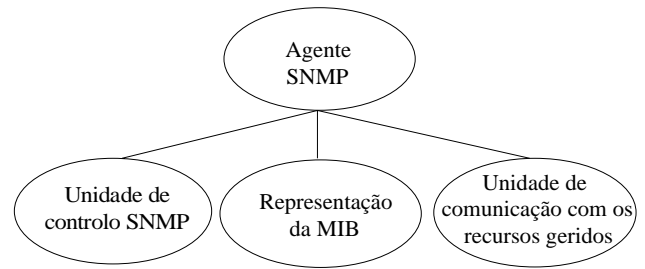 Agente
SNMP
Unidade de
controlo SNMP
Representação
da MIB
Unidade de
comunicação com os
recursos geridos